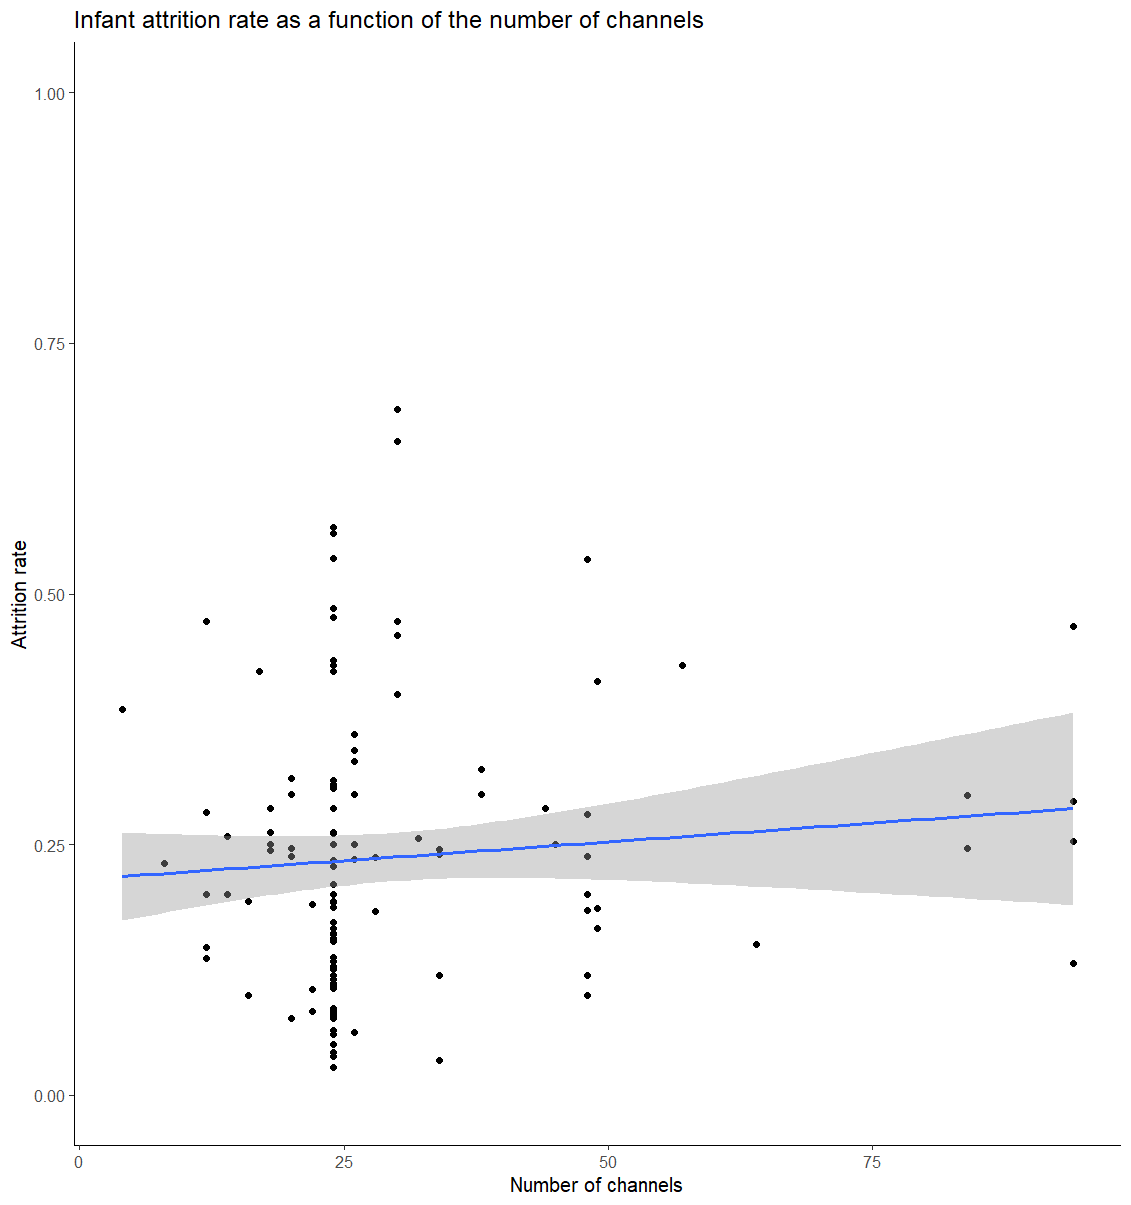 Infant attrition rate as a function of the number of channels
1.00
0.75
0.50
0.25
0.00
Attrition rate
0 25 50 75
Number of channels